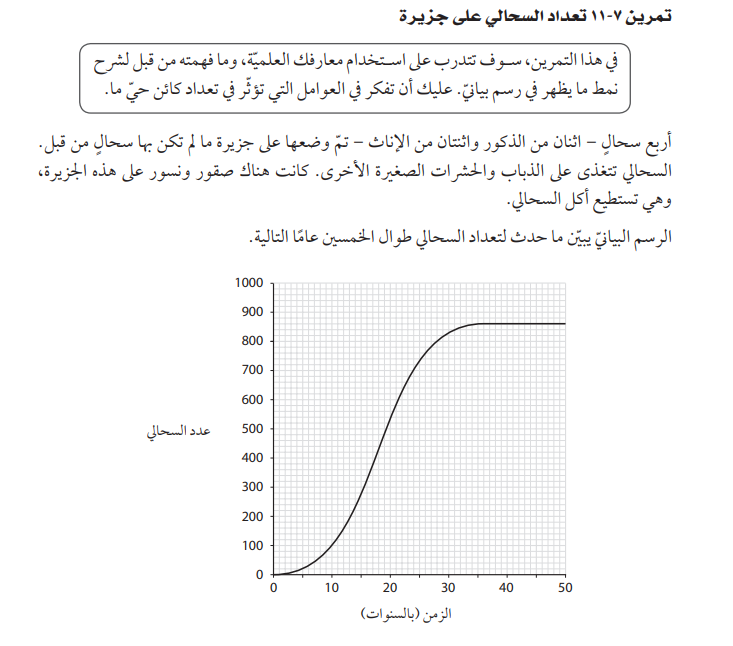 تمرين ٧-١١ تعداد السحالي على جزيرة
في هذا التمرين، سوف تتدرب على استخدام معارفك العلميّة، وما فهمته من قبل لشرح
نمط ما يظهر في رسم بيانيّ. عليك أن تفكر في العوامل التي تؤثّر في تعداد كائن حيّ ما.
أربع سحالٍ – اثنان من الذكور واثنتان من الإناث – تمّ وضعها على جزيرة ما لم تكن بها سحالٍ من قبل.
السحالي تتغذى على الذباب والحشرات الصغيرة الأخرى. كانت هناك صقور ونسور على هذه الجزيرة،
وهي تستطيع أكل السحالي.
الرسم البيانيّ يبيّن ما حدث لتعداد السحالي طوال الخمسين عامًا التالية.
1000
900
800
700
600
500
عدد السحالي
400
300
200
100
0
0 10 20 30 40 50
الزمن (بالسنوات)